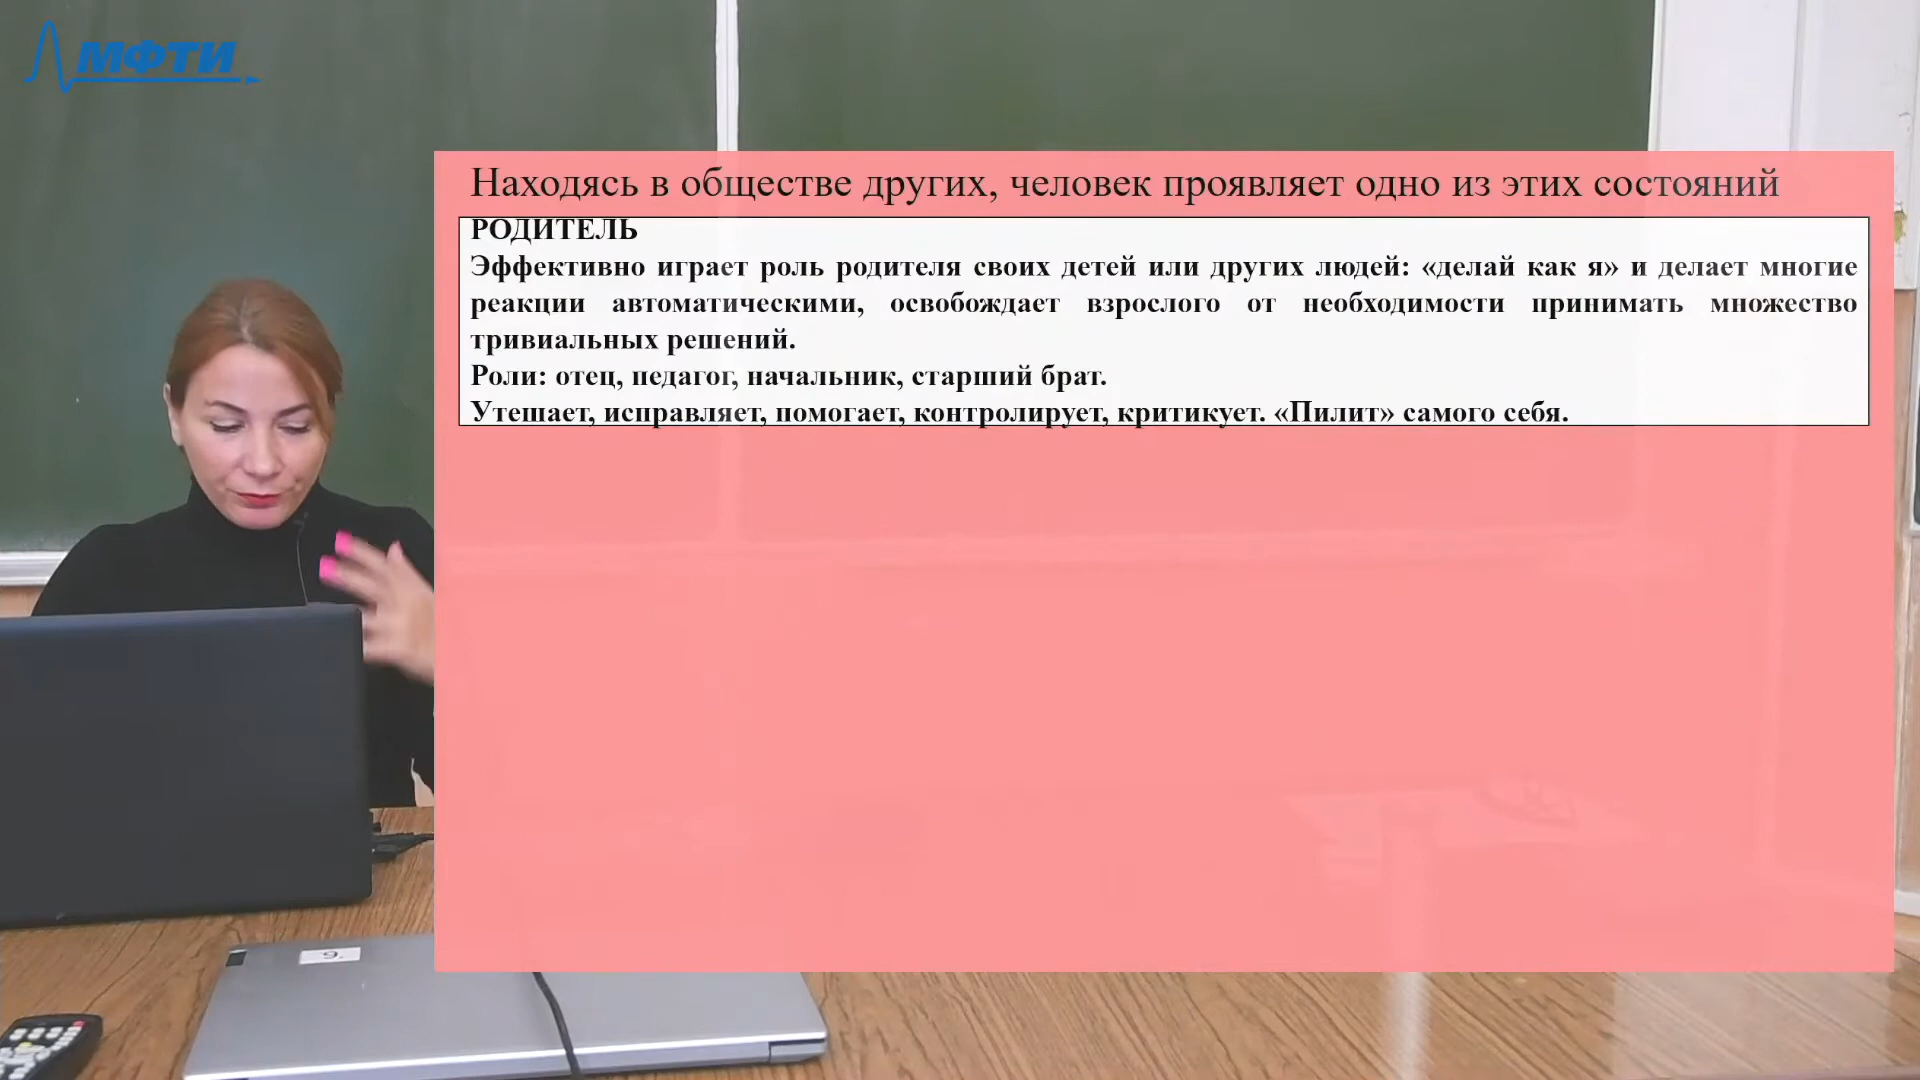 МФТИ
Находясь в обществе других, человек проявляет одно из этих состояний
РОДИТЕЛЬ
Эффективно играет роль родителя своих детей или других людей: «делай как я» и делает многие
реакции автоматическими, освобождает взрослого от необходимости принимать множество
тривиальных решений.
Роли: отец, педагог, начальник, старший брат.
Утешает, исправляет, помогает, контролирует, критикует. «Пилит» самого себя.
9.